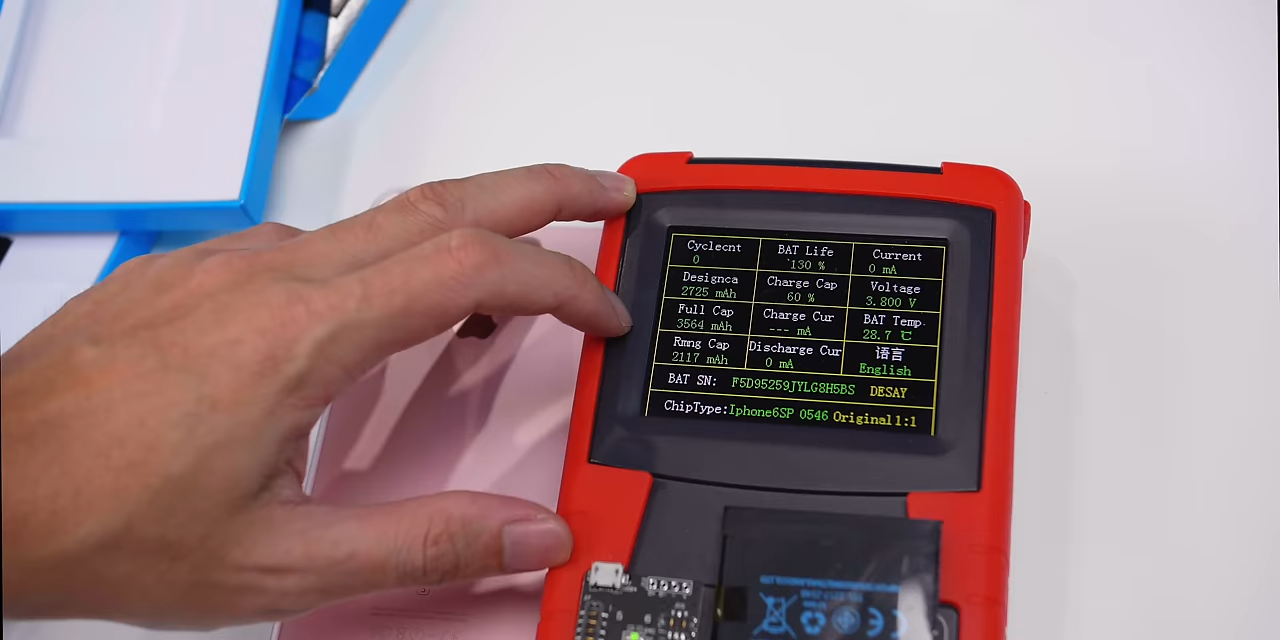 Cyclecnt
0
BAT Life
130 %
Current
0 mA
Designca
2725 mAh
Charge Cap
60 %
Voltage
3.800 V
Full Cap
3564 mAh
Charge Cur
--- mA
BAT Temp.
28.7 ℃
Rmng Cap
2117 mAh
Discharge Cur
0 mA
语言
English
BAT SN: F5D95259JYLG8H5BS DESAY
ChipType:Iphone6SP 0546 Original1:1